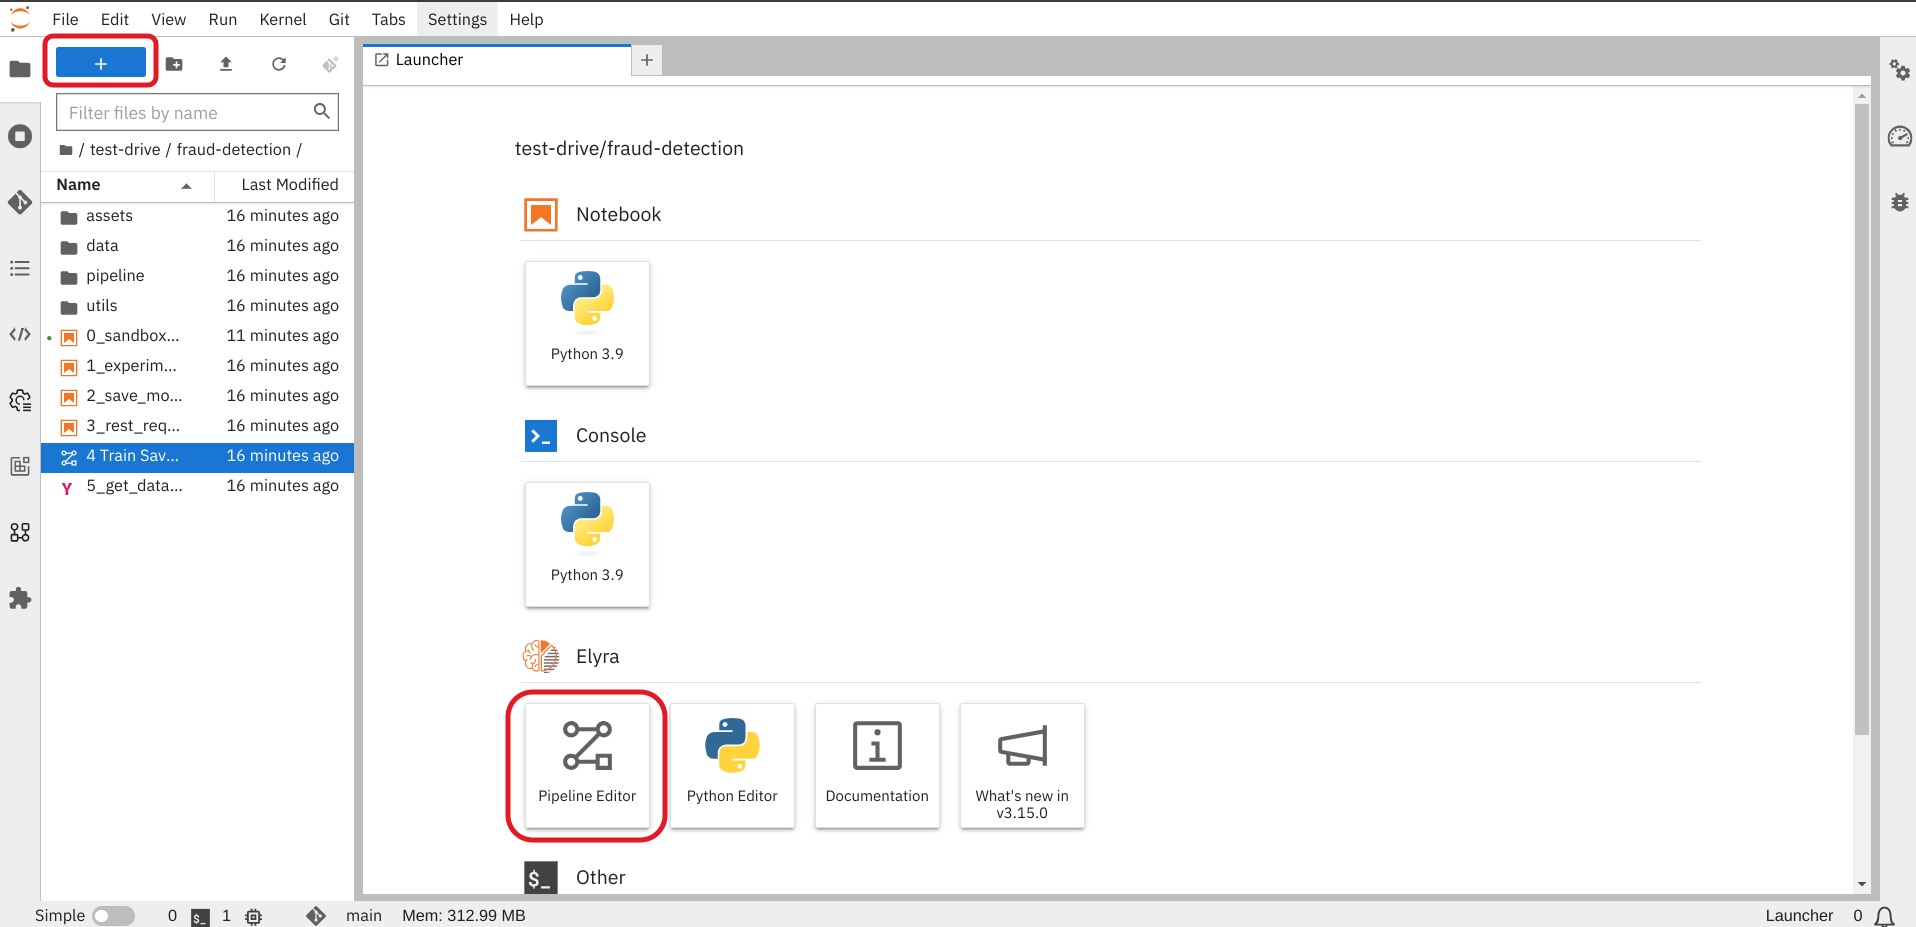 File Edit View Run Kernel Git Tabs Settings Help
+
Launcher
+
Filter files by name
/ test-drive / fraud-detection /
Name Last Modified
assets 16 minutes ago
data 16 minutes ago
pipeline 16 minutes ago
utils 16 minutes ago
0_sandbox... 11 minutes ago
1_experim... 16 minutes ago
2_save_mo... 16 minutes ago
3_rest_req... 16 minutes ago
4 Train Sav... 16 minutes ago
Y 5_get_data... 16 minutes ago
test-drive/fraud-detection
Notebook
Python 3.9
>_ Console
Python 3.9
Elyra
Pipeline Editor
Python Editor
Documentation
What's new in
v3.15.0
$_ Other
Simple 0 $_ 1 main Mem: 312.99 MB
Launcher 0